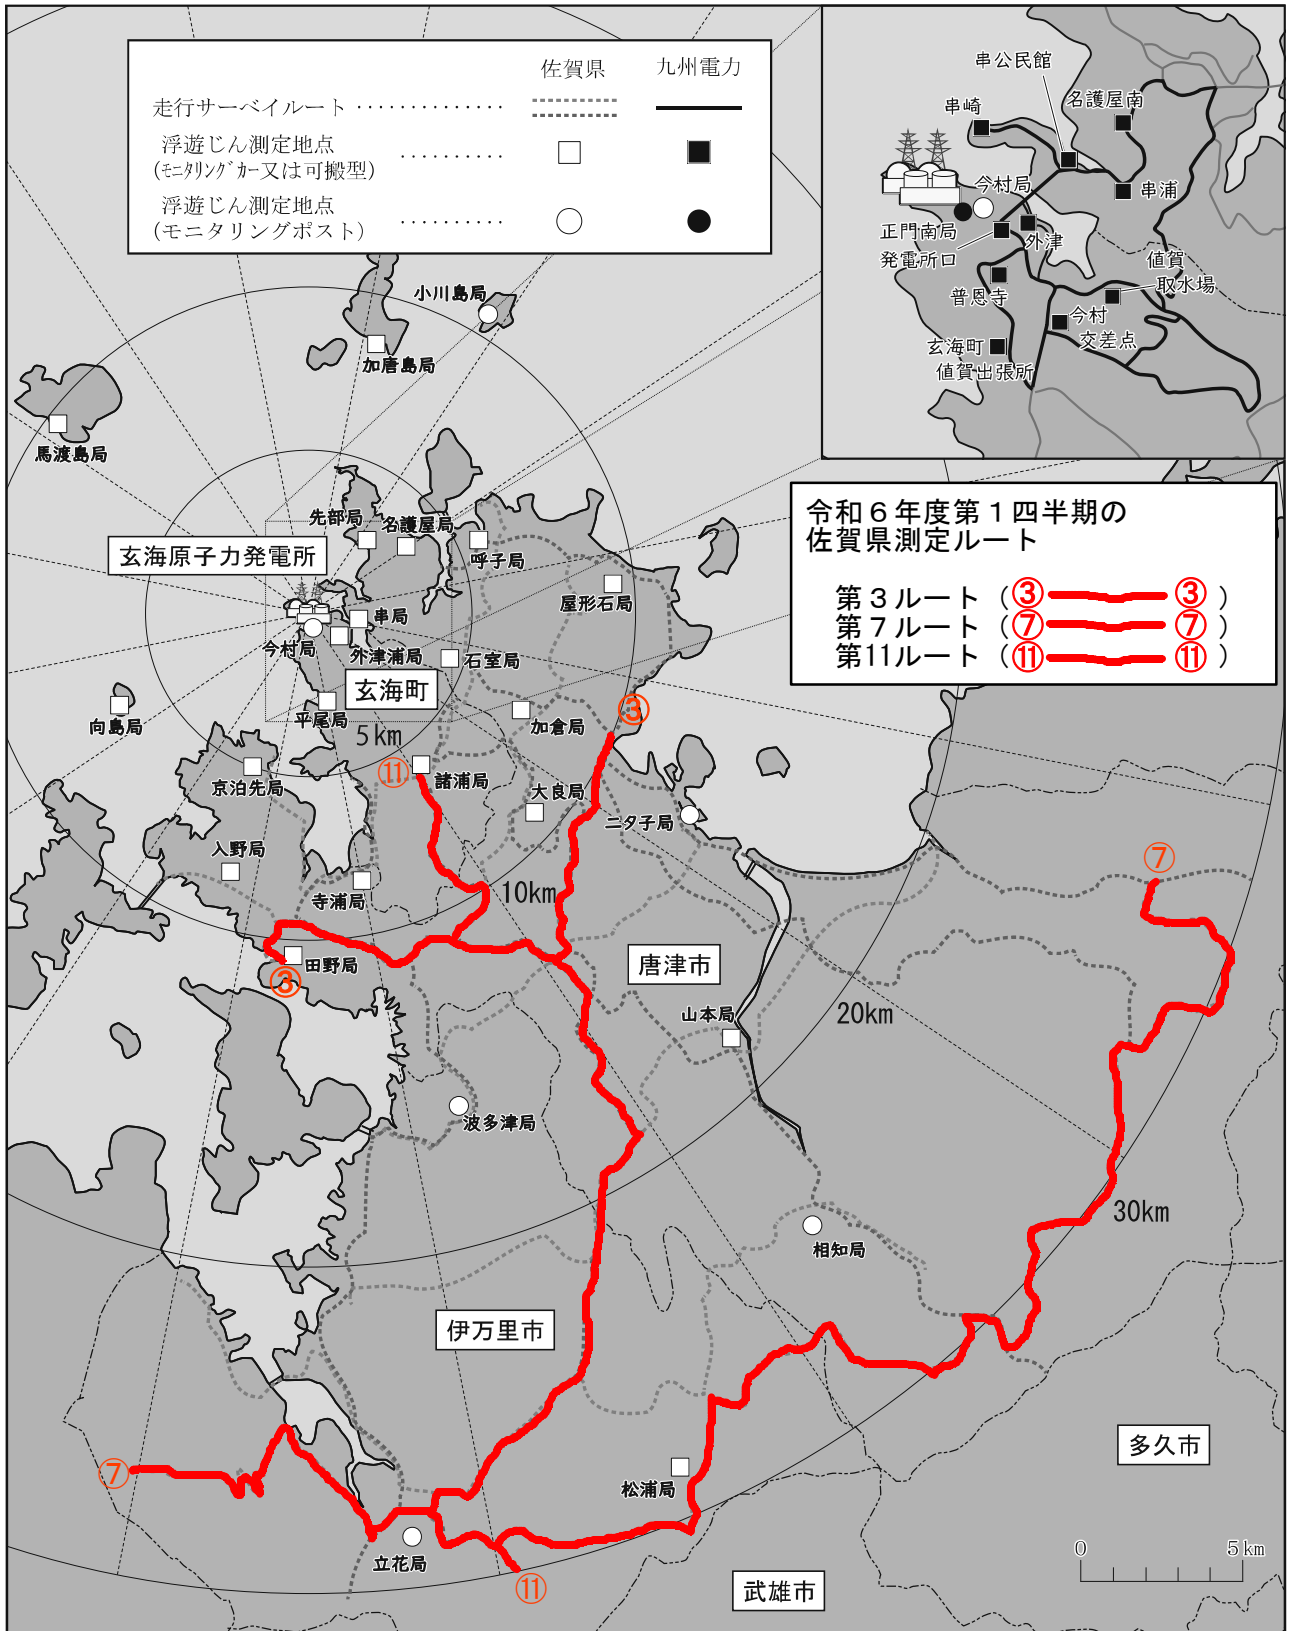 佐賀県 九州電力
走行サーベイルート ・・・・・・・・・・・・・・
浮遊じん測定地点
(モニタリングカー又は可搬型) ・・・・・・・・・・
浮遊じん測定地点
(モニタリングポスト) ・・・・・・・・・・
串公民館
串崎
名護屋南
今村局
串浦
正門南局
発電所口
外津
値賀
取水場
普恩寺
今村
交差点
玄海町
値賀出張所
令和６年度第１四半期の
佐賀県測定ルート
第３ルート（③ ③）
第７ルート（⑦ ⑦）
第11ルート（⑪ ⑪）
小川島局
加唐島局
馬渡島局
先部局
名護屋局
呼子局
玄海原子力発電所
屋形石局
串局
今村局
外津浦局
石室局
玄海町
向島局
平尾局
加倉局
③
5km
京泊先局
⑪
諸浦局
大良局
二タ子局
入野局
寺浦局
10km
⑦
田野局
③
唐津市
山本局
20km
波多津局
相知局
30km
伊万里市
多久市
⑦
松浦局
立花局
⑪
武雄市
0 5km